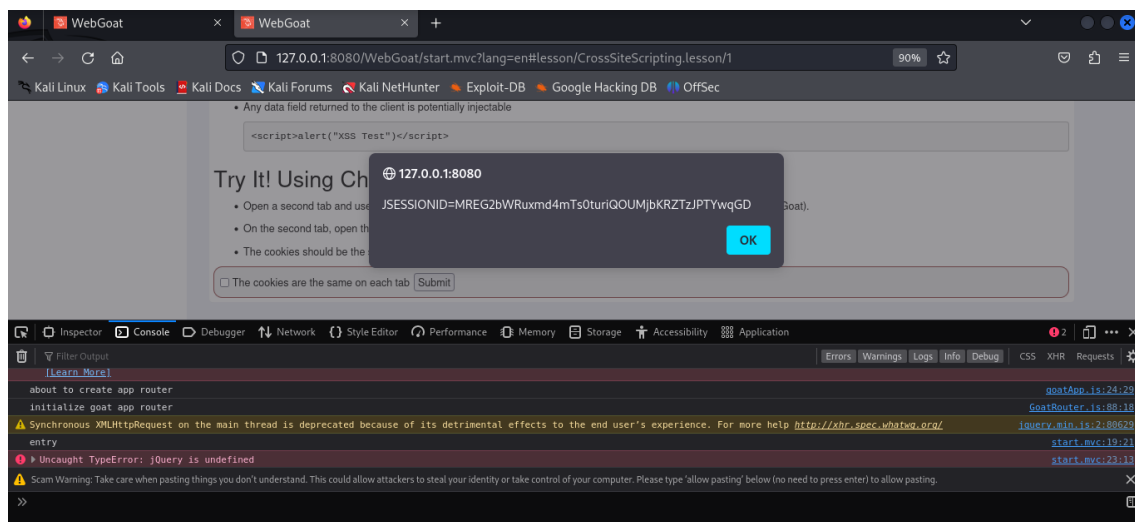 WebGoat
WebGoat
127.0.0.1:8080/WebGoat/start.mvc?lang=en#lesson/CrossSiteScripting.lesson/1
90%
Kali Linux Kali Tools Kali Docs Kali Forums Kali NetHunter Exploit-DB Google Hacking DB OffSec
Any data field returned to the client is potentially injectable
<script>alert("XSS Test")</script>
127.0.0.1:8080
Try It! Using Ch
JSESSIONID=MREG2bWRuxmd4mTs0turiQOUMjbKRZTzJPTYwqGD
Open a second tab and use
Goat).
On the second tab, open th
OK
The cookies should be the
The cookies are the same on each tab Submit
Inspector Console Debugger Network Style Editor Performance Memory Storage Accessibility Application 2
Filter Output Errors Warnings Logs Info Debug CSS XHR Requests
[Learn More]
about to create app router goatApp.js:24:29
initialize goat app router GoatRouter.js:88:18
Synchronous XMLHttpRequest on the main thread is deprecated because of its detrimental effects to the end user's experience. For more help http://xhr.spec.whatwg.org/ jquery.min.js:2:80629
entry start.mvc:19:21
Uncaught TypeError: jQuery is undefined start.mvc:23:13
Scam Warning: Take care when pasting things you don't understand. This could allow attackers to steal your identity or take control of your computer. Please type 'allow pasting' below (no need to press enter) to allow pasting.